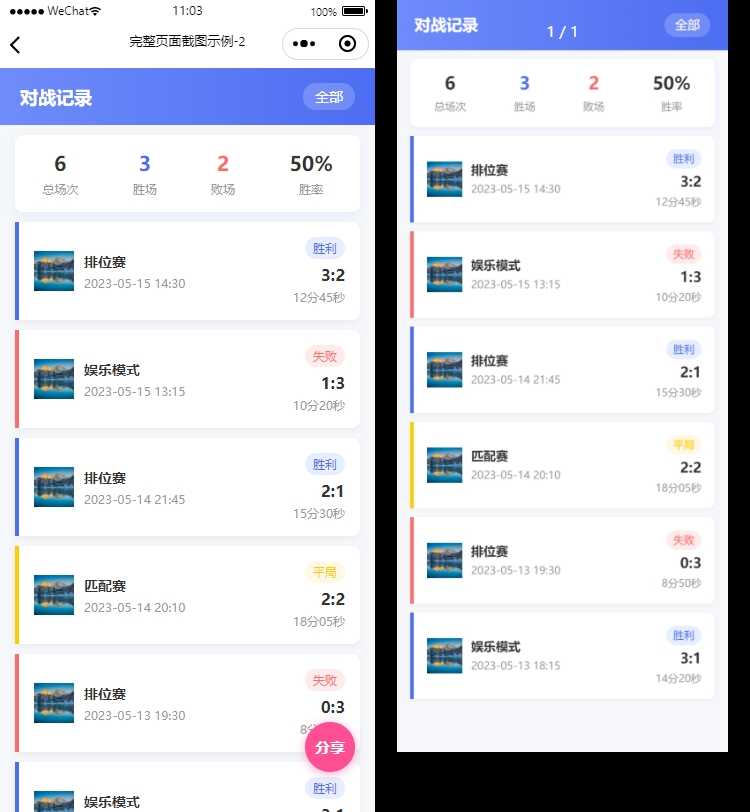 WeChat 11:03 100%
完整页面截图示例-2
对战记录 全部
6 3 2 50%
总场次 胜场 败场 胜率
胜利
排位赛 3:2
2023-05-15 14:30 12分45秒
失败
娱乐模式 1:3
2023-05-15 13:15 10分20秒
胜利
排位赛 2:1
2023-05-14 21:45 15分30秒
平局
匹配赛 2:2
2023-05-14 20:10 18分05秒
失败
排位赛 0:3
2023-05-13 19:30
分享
胜利
娱乐模式
对战记录 1 / 1 全部
6 3 2 50%
总场次 胜场 败场 胜率
胜利
排位赛 3:2
2023-05-15 14:30 12分45秒
失败
娱乐模式 1:3
2023-05-15 13:15 10分20秒
胜利
排位赛 2:1
2023-05-14 21:45 15分30秒
平局
匹配赛 2:2
2023-05-14 20:10 18分05秒
失败
排位赛 0:3
2023-05-13 19:30 8分50秒
胜利
娱乐模式 3:1
2023-05-13 18:15 14分20秒